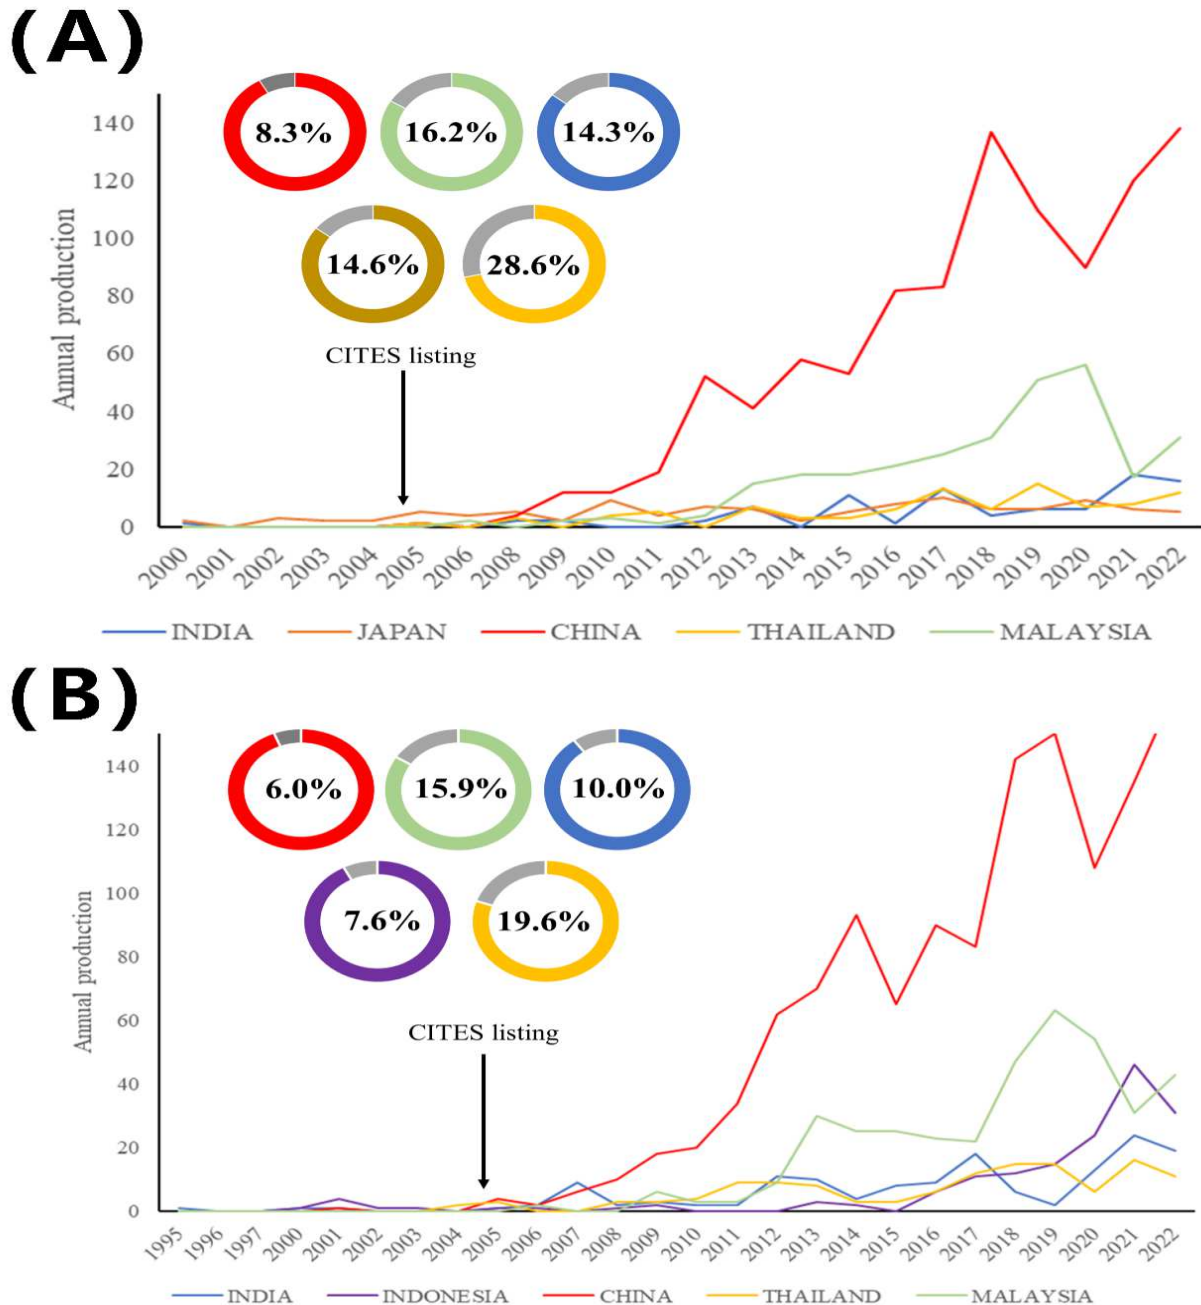 (A)
8.3%
16.2%
14.3%
14.6%
28.6%
CITES listing
Annual production
140
120
100
80
60
40
20
0
2000 2001 2002 2003 2004 2005 2006 2008 2009 2010 2011 2012 2013 2014 2015 2016 2017 2018 2019 2020 2021 2022
INDIA JAPAN CHINA THAILAND MALAYSIA
(B)
6.0%
15.9%
10.0%
7.6%
19.6%
CITES listing
Annual production
140
120
100
80
60
40
20
0
1995 1996 1997 2000 2001 2002 2003 2004 2005 2006 2007 2008 2009 2010 2011 2012 2013 2014 2015 2016 2017 2018 2019 2020 2021 2022
INDIA INDONESIA CHINA THAILAND MALAYSIA